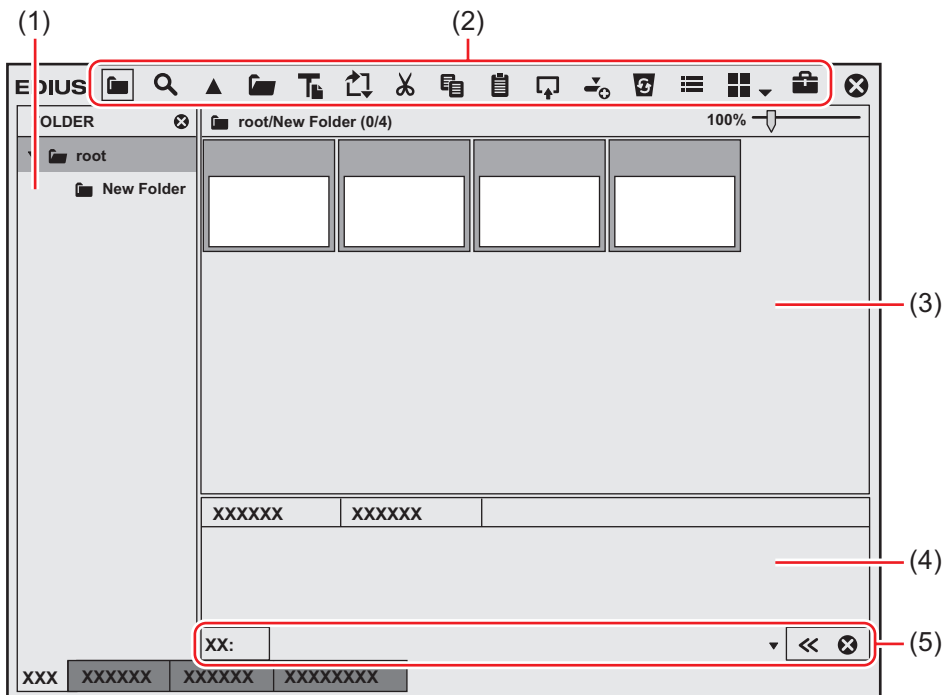 (1)
(2)
EDIUS
FOLDER
root/New Folder (0/4)
100%
root
New Folder
(3)
XXXXXX XXXXXX
(4)
XX:
(5)
XXX XXXXXX XXXXXX XXXXXXXX